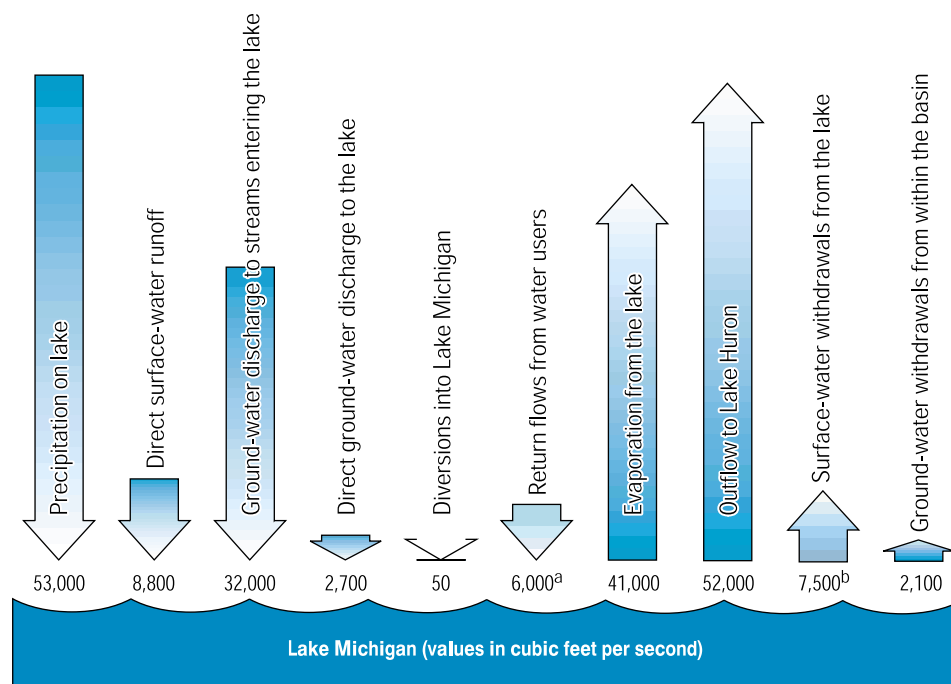 Precipitation on lake
Direct surface-water runoff
Ground-water discharge to streams entering the lake
Direct ground-water discharge to the lake
Diversions into Lake Michigan
Return flows from water users
Evaporation from the lake
Outflow to Lake Huron
Surface-water withdrawals from the lake
Ground-water withdrawals from within the basin
53,000 8,800 32,000 2,700 50 6,000ᵃ 41,000 52,000 7,500ᵇ 2,100
Lake Michigan (values in cubic feet per second)